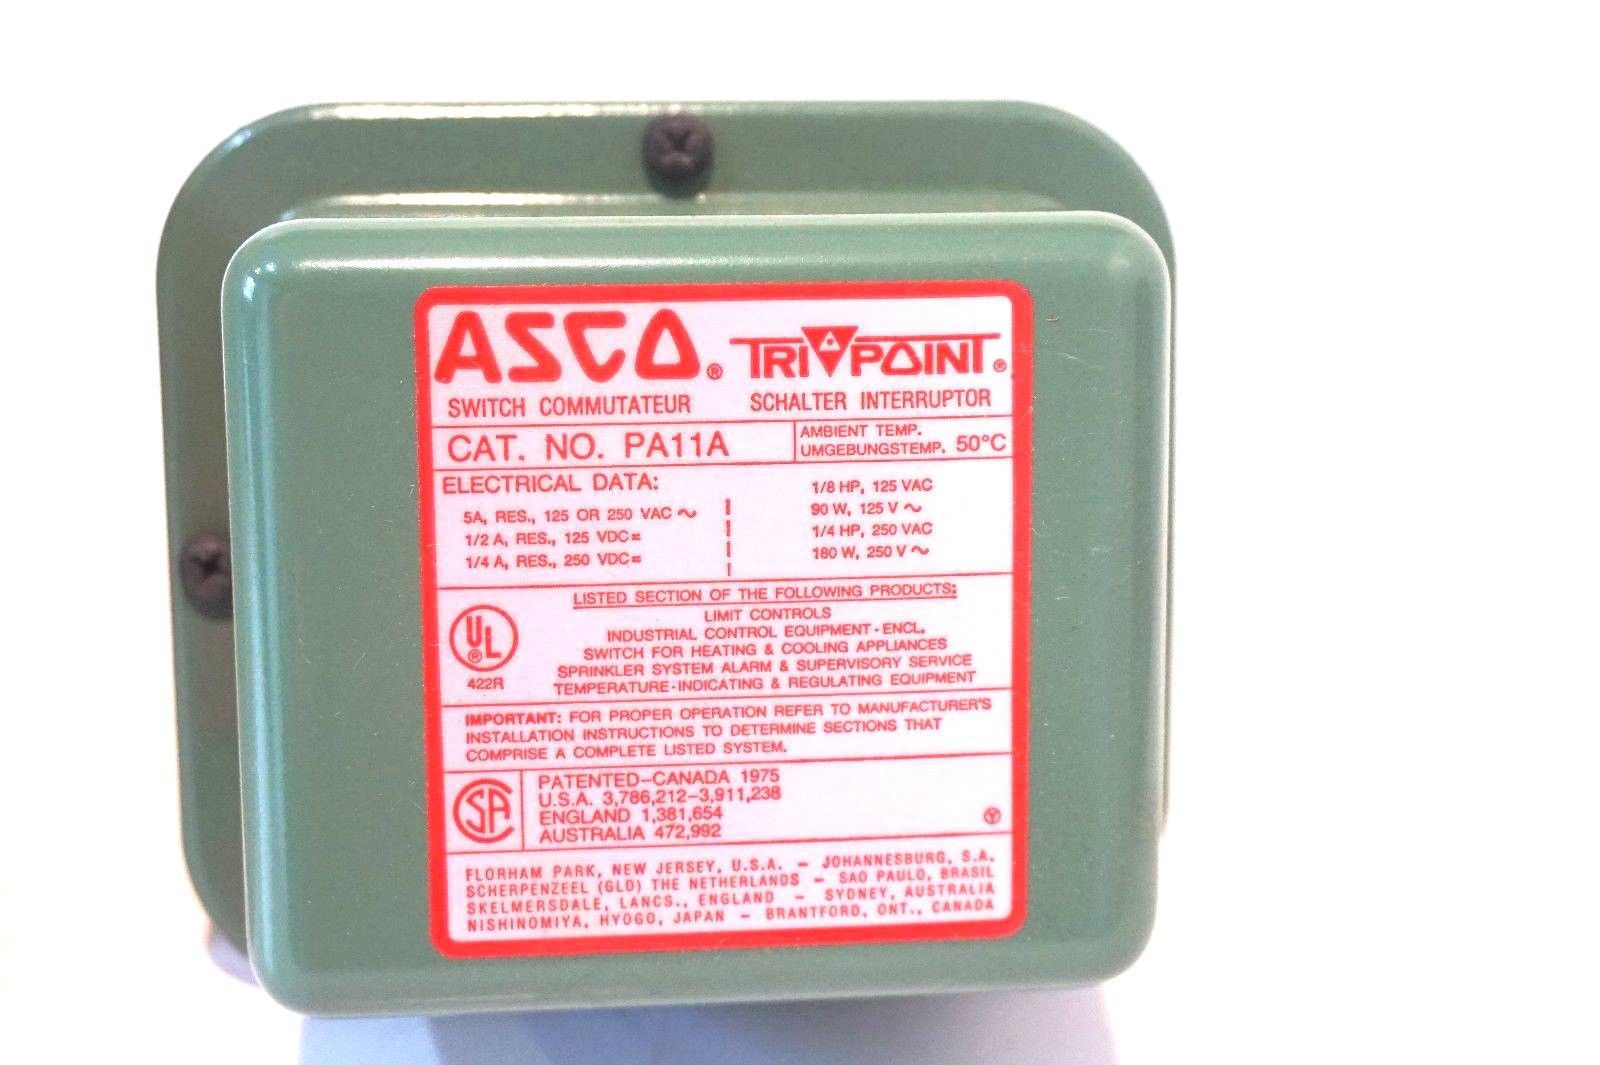 ASCO® TRI POINT®
SWITCH COMMUTATEUR SCHALTER INTERRUPTOR
CAT. NO. PA11A
AMBIENT TEMP.
UMGEBUNGSTEMP. 50°C
ELECTRICAL DATA:
5A, RES., 125 OR 250 VAC ~
1/2 A, RES., 125 VDC=
1/4 A, RES., 250 VDC=
1/8 HP, 125 VAC
90 W, 125 V ~
1/4 HP, 250 VAC
180 W, 250 V ~
UL®
422R
LISTED SECTION OF THE FOLLOWING PRODUCTS:
LIMIT CONTROLS
INDUSTRIAL CONTROL EQUIPMENT-ENCL.
SWITCH FOR HEATING & COOLING APPLIANCES
SPRINKLER SYSTEM ALARM & SUPERVISORY SERVICE
TEMPERATURE-INDICATING & REGULATING EQUIPMENT
IMPORTANT: FOR PROPER OPERATION REFER TO MANUFACTURER'S
INSTALLATION INSTRUCTIONS TO DETERMINE SECTIONS THAT
COMPRISE A COMPLETE LISTED SYSTEM.
CSA
PATENTED-CANADA 1975
U.S.A. 3,786,212-3,911,238
ENGLAND 1,381,654
AUSTRALIA 472,992
FLORHAM PARK, NEW JERSEY, U.S.A. - JOHANNESBURG, S.A.
SCHERPENZEEL (GLD) THE NETHERLANDS - SAO PAULO, BRASIL
SKELMERSDALE, LANCS., ENGLAND - SYDNEY, AUSTRALIA
NISHINOMIYA, HYOGO, JAPAN - BRANTFORD, ONT., CANADA